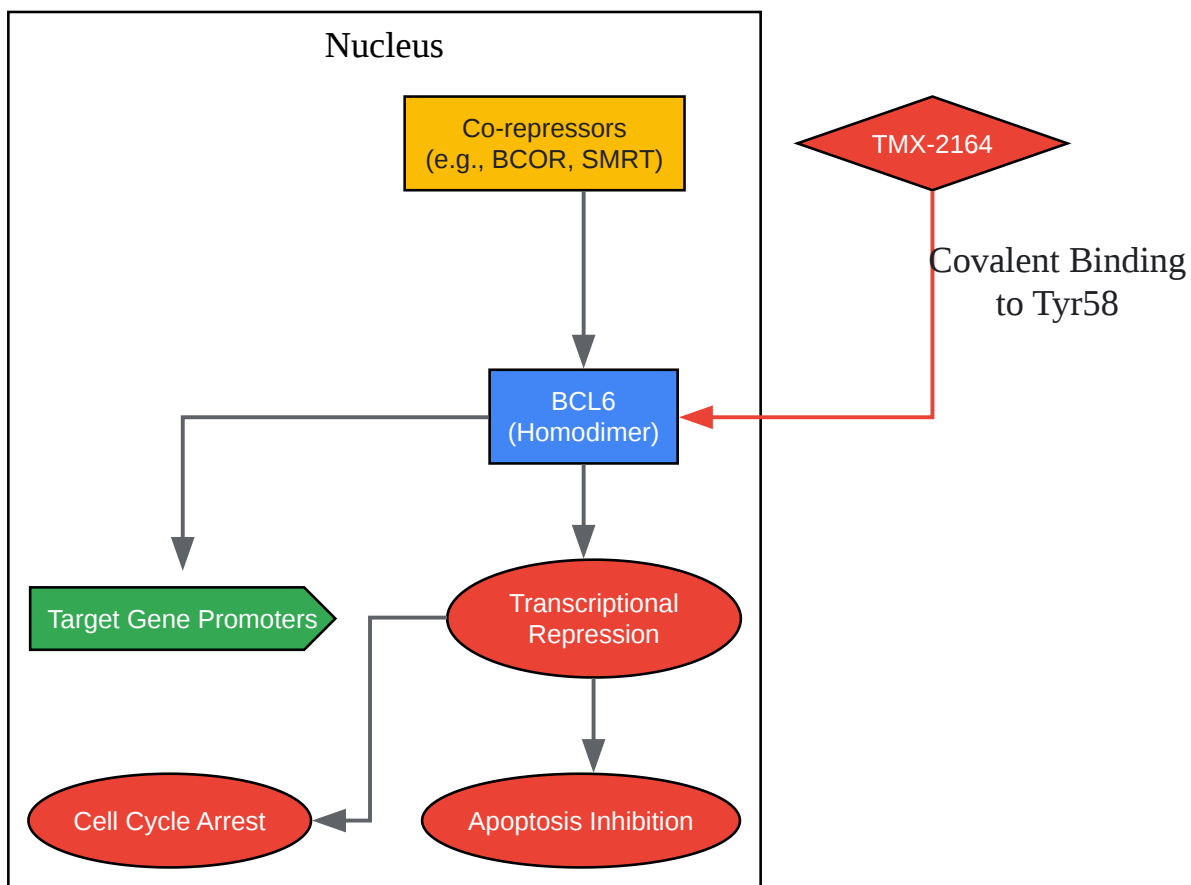 Nucleus
Co-repressors
(e.g., BCOR, SMRT)
TMX-2164
Covalent Binding
to Tyr58
BCL6
(Homodimer)
Target Gene Promoters
Transcriptional
Repression
Cell Cycle Arrest
Apoptosis Inhibition